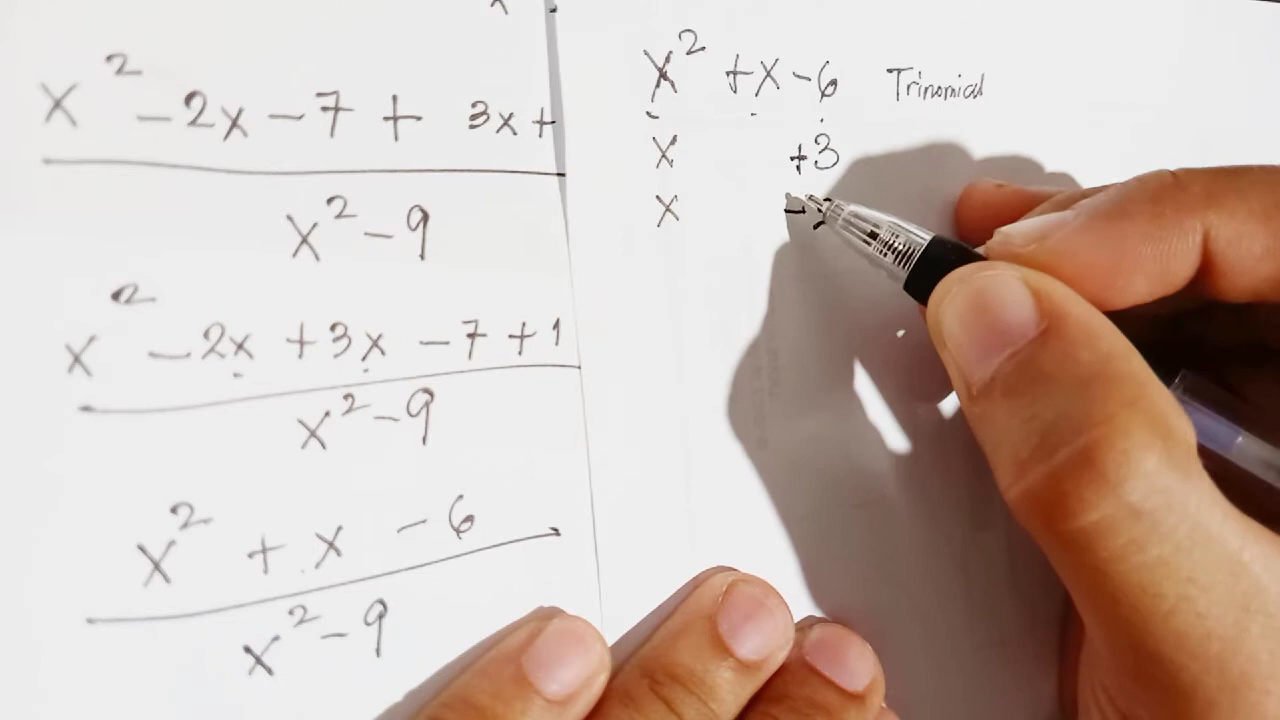 x² - 2x - 7 + 3x +
x² - 9
x² - 2x + 3x - 7 + 1
x² - 9
x² + x - 6
x² - 9
x² + x - 6 Trinomial
x +3
x -